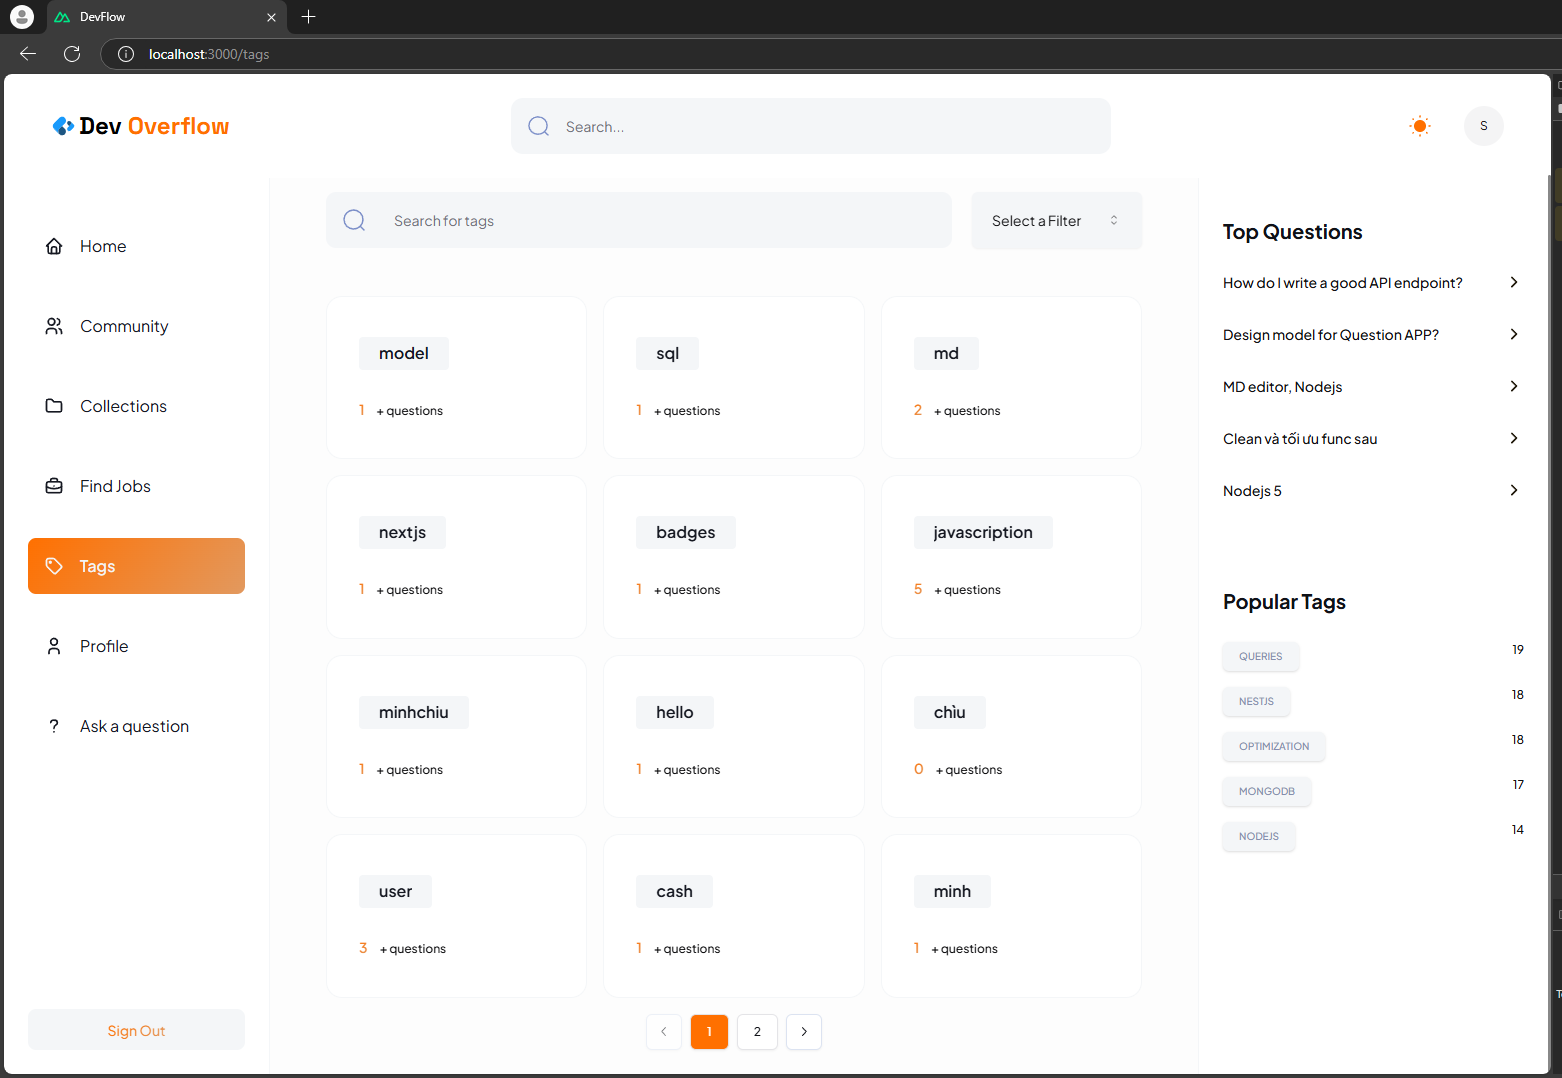 DevFlow
localhost:3000/tags
Dev Overflow
Search...
S
Home
Community
Collections
Find Jobs
Tags
Profile
? Ask a question
Sign Out
Search for tags
Select a Filter
model
1 + questions
sql
1 + questions
md
2 + questions
nextjs
1 + questions
badges
1 + questions
javascription
5 + questions
minhchiu
1 + questions
hello
1 + questions
chìu
0 + questions
user
3 + questions
cash
1 + questions
minh
1 + questions
1 2
Top Questions
How do I write a good API endpoint?
Design model for Question APP?
MD editor, Nodejs
Clean và tối ưu func sau
Nodejs 5
Popular Tags
QUERIES 19
NESTJS 18
OPTIMIZATION 18
MONGODB 17
NODEJS 14